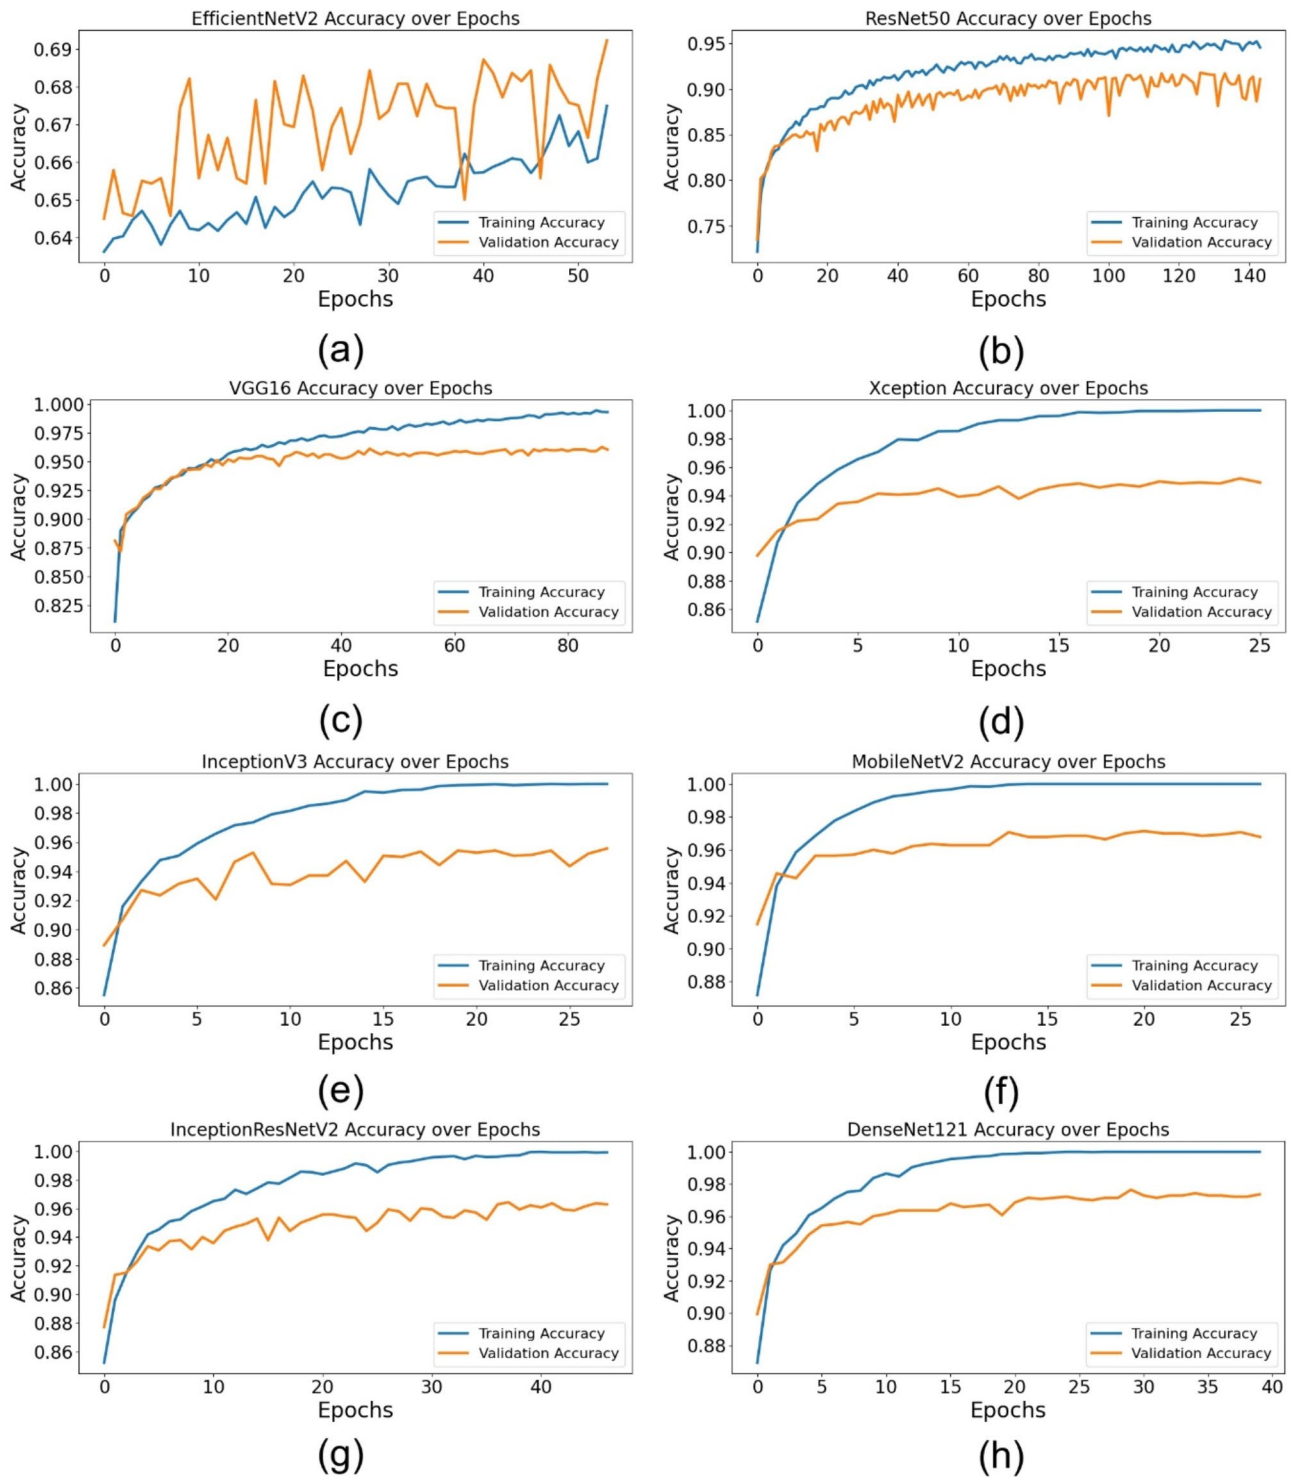 EfficientNetV2 Accuracy over Epochs
0.69
0.68
0.67
0.66
0.65
0.64
Accuracy
Training Accuracy
Validation Accuracy
0 10 20 30 40 50
Epochs
(a)
ResNet50 Accuracy over Epochs
0.95
0.90
0.85
0.80
0.75
Accuracy
Training Accuracy
Validation Accuracy
0 20 40 60 80 100 120 140
Epochs
(b)
VGG16 Accuracy over Epochs
1.000
0.975
0.950
0.925
0.900
0.875
0.850
0.825
Accuracy
Training Accuracy
Validation Accuracy
0 20 40 60 80
Epochs
(c)
Xception Accuracy over Epochs
1.00
0.98
0.96
0.94
0.92
0.90
0.88
0.86
Accuracy
Training Accuracy
Validation Accuracy
0 5 10 15 20 25
Epochs
(d)
InceptionV3 Accuracy over Epochs
1.00
0.98
0.96
0.94
0.92
0.90
0.88
0.86
Accuracy
Training Accuracy
Validation Accuracy
0 5 10 15 20 25
Epochs
(e)
MobileNetV2 Accuracy over Epochs
1.00
0.98
0.96
0.94
0.92
0.90
0.88
Accuracy
Training Accuracy
Validation Accuracy
0 5 10 15 20 25
Epochs
(f)
InceptionResNetV2 Accuracy over Epochs
1.00
0.98
0.96
0.94
0.92
0.90
0.88
0.86
Accuracy
Training Accuracy
Validation Accuracy
0 10 20 30 40
Epochs
(g)
DenseNet121 Accuracy over Epochs
1.00
0.98
0.96
0.94
0.92
0.90
0.88
Accuracy
Training Accuracy
Validation Accuracy
0 5 10 15 20 25 30 35 40
Epochs
(h)